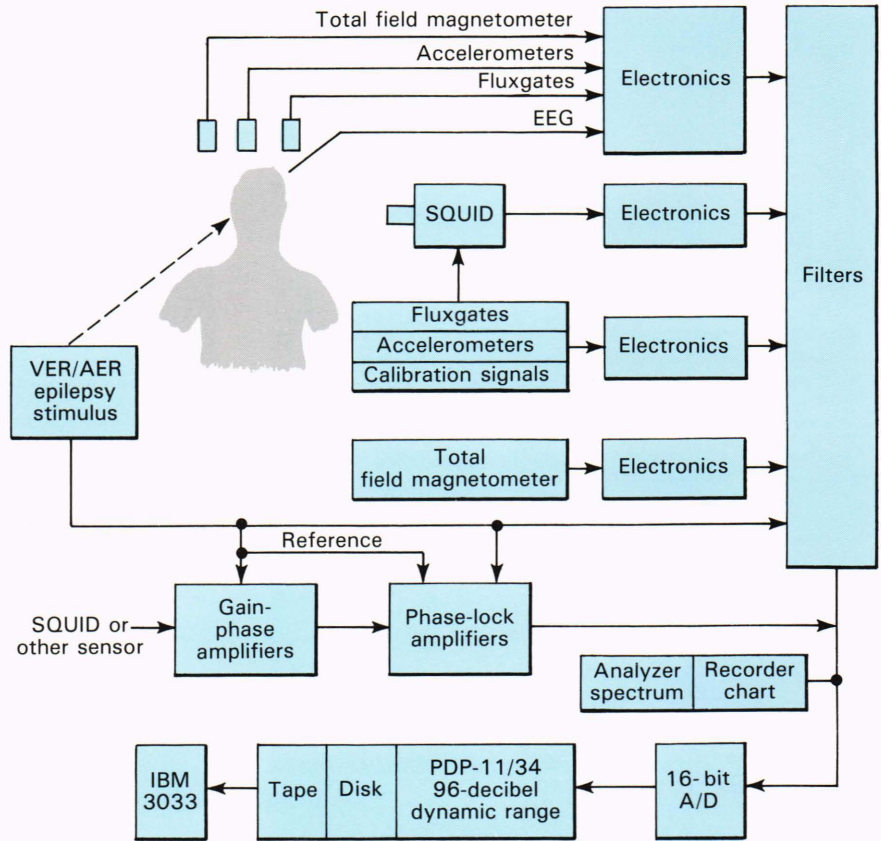 Total field magnetometer
Accelerometers
Fluxgates
EEG
Electronics
SQUID
Electronics
Filters
Fluxgates
Accelerometers
Calibration signals
Electronics
VER/AER
epilepsy
stimulus
Total
field magnetometer
Electronics
Reference
SQUID or
other sensor
Gain-
phase
amplifiers
Phase-lock
amplifiers
Analyzer
spectrum
Recorder
chart
IBM
3033
Tape
Disk
PDP-11/34
96-decibel
dynamic range
16-bit
A/D